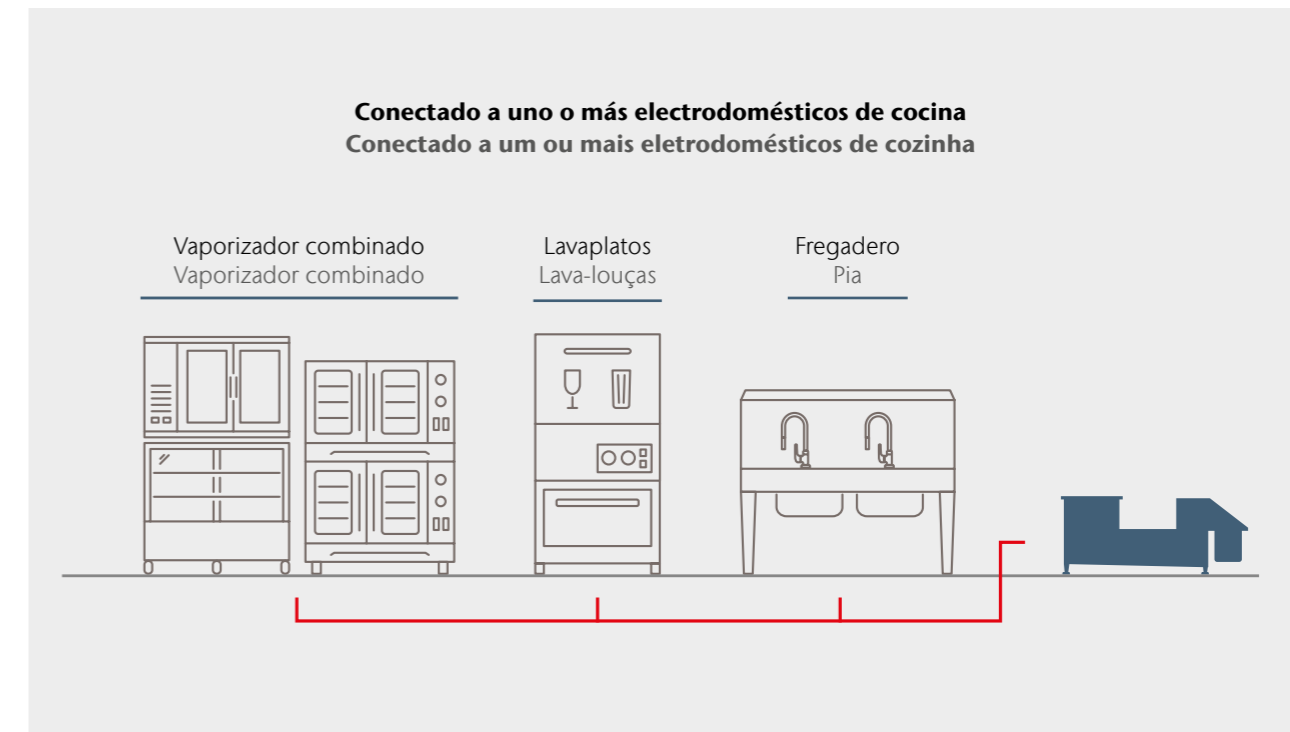 Conectado a uno o más electrodomésticos de cocina
Conectado a um ou mais eletrodomésticos de cozinha
Vaporizador combinado
Vaporizador combinado
Lavaplatos
Lava-louças
Fregadero
Pia